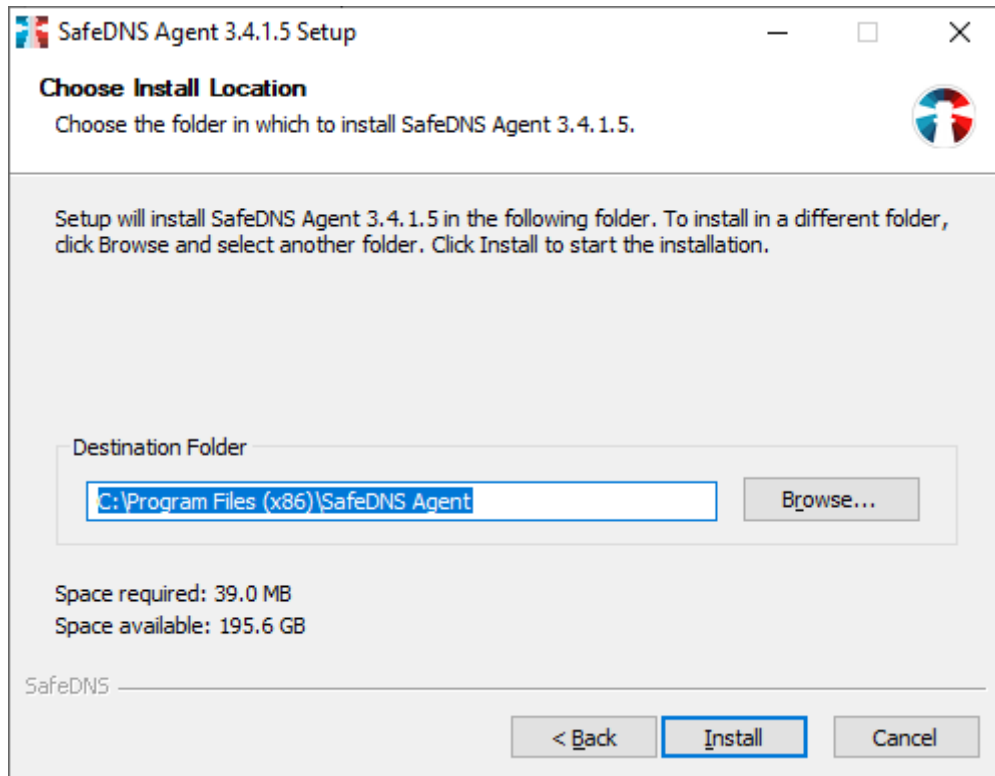 SafeDNS Agent 3.4.1.5 Setup
Choose Install Location
Choose the folder in which to install SafeDNS Agent 3.4.1.5.
Setup will install SafeDNS Agent 3.4.1.5 in the following folder. To install in a different folder,
click Browse and select another folder. Click Install to start the installation.
Destination Folder
C:\Program Files (x86)\SafeDNS Agent
Browse...
Space required: 39.0 MB
Space available: 195.6 GB
SafeDNS
< Back
Install
Cancel